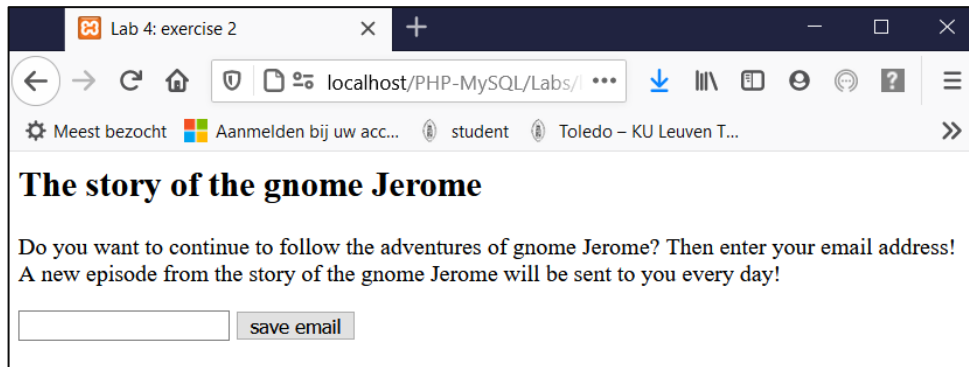 Lab 4: exercise 2
localhost/PHP-MySQL/Labs/
Meest bezocht Aanmelden bij uw acc... student Toledo – KU Leuven T...
The story of the gnome Jerome
Do you want to continue to follow the adventures of gnome Jerome? Then enter your email address!
A new episode from the story of the gnome Jerome will be sent to you every day!
save email